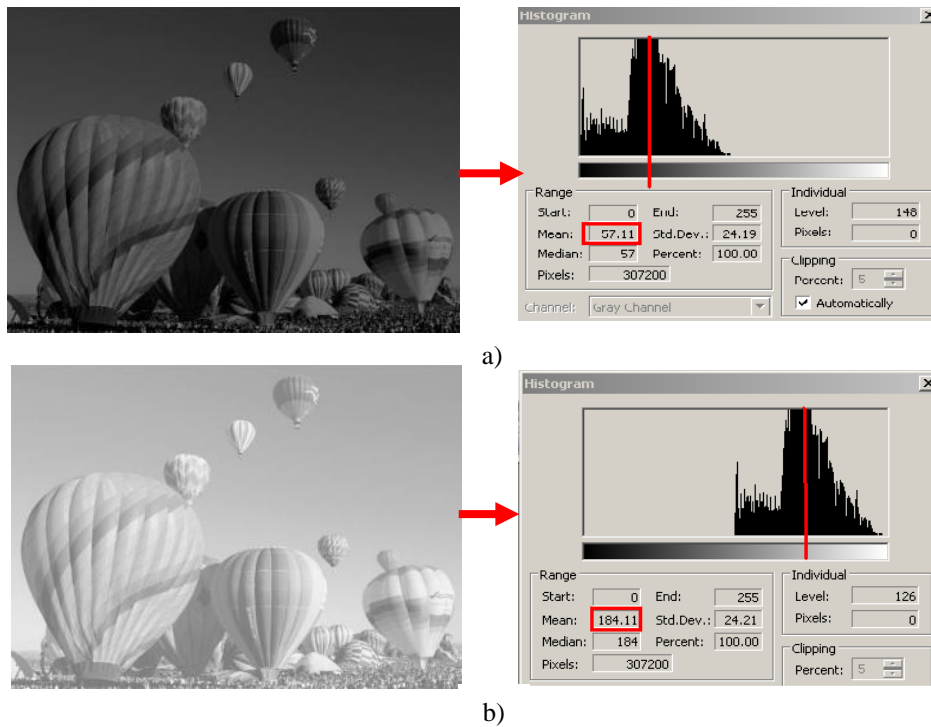 Histogram
Range
Start: 0 End: 255
Mean: 57.11 Std.Dev.: 24.19
Median: 57 Percent: 100.00
Pixels: 307200
Individual
Level: 148
Pixels: 0
Clipping
Percent: 5
Automatically
Channel: Gray Channel
a)
Histogram
Range
Start: 0 End: 255
Mean: 184.11 Std.Dev.: 24.21
Median: 184 Percent: 100.00
Pixels: 307200
Individual
Level: 126
Pixels: 0
Clipping
Percent: 5
b)